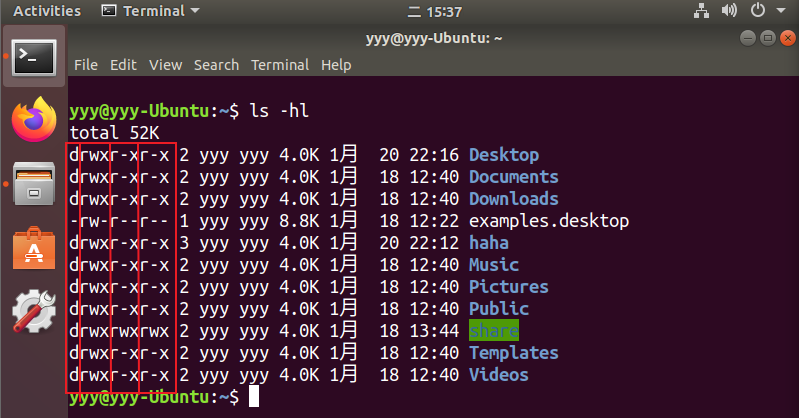 Activities Terminal 二 15:37
yyy@yyy-Ubuntu: ~
File Edit View Search Terminal Help
yyy@yyy-Ubuntu:~$ ls -hl
total 52K
drwxr-xr-x 2 yyy yyy 4.0K 1月 20 22:16 Desktop
drwxr-xr-x 2 yyy yyy 4.0K 1月 18 12:40 Documents
drwxr-xr-x 2 yyy yyy 4.0K 1月 18 12:40 Downloads
-rw-r--r-- 1 yyy yyy 8.8K 1月 18 12:22 examples.desktop
drwxr-xr-x 3 yyy yyy 4.0K 1月 20 22:12 haha
drwxr-xr-x 2 yyy yyy 4.0K 1月 18 12:40 Music
drwxr-xr-x 2 yyy yyy 4.0K 1月 18 12:40 Pictures
drwxr-xr-x 2 yyy yyy 4.0K 1月 18 12:40 Public
drwxrwxrwx 2 yyy yyy 4.0K 1月 18 13:44 share
drwxr-xr-x 2 yyy yyy 4.0K 1月 18 12:40 Templates
drwxr-xr-x 2 yyy yyy 4.0K 1月 18 12:40 Videos
yyy@yyy-Ubuntu:~$